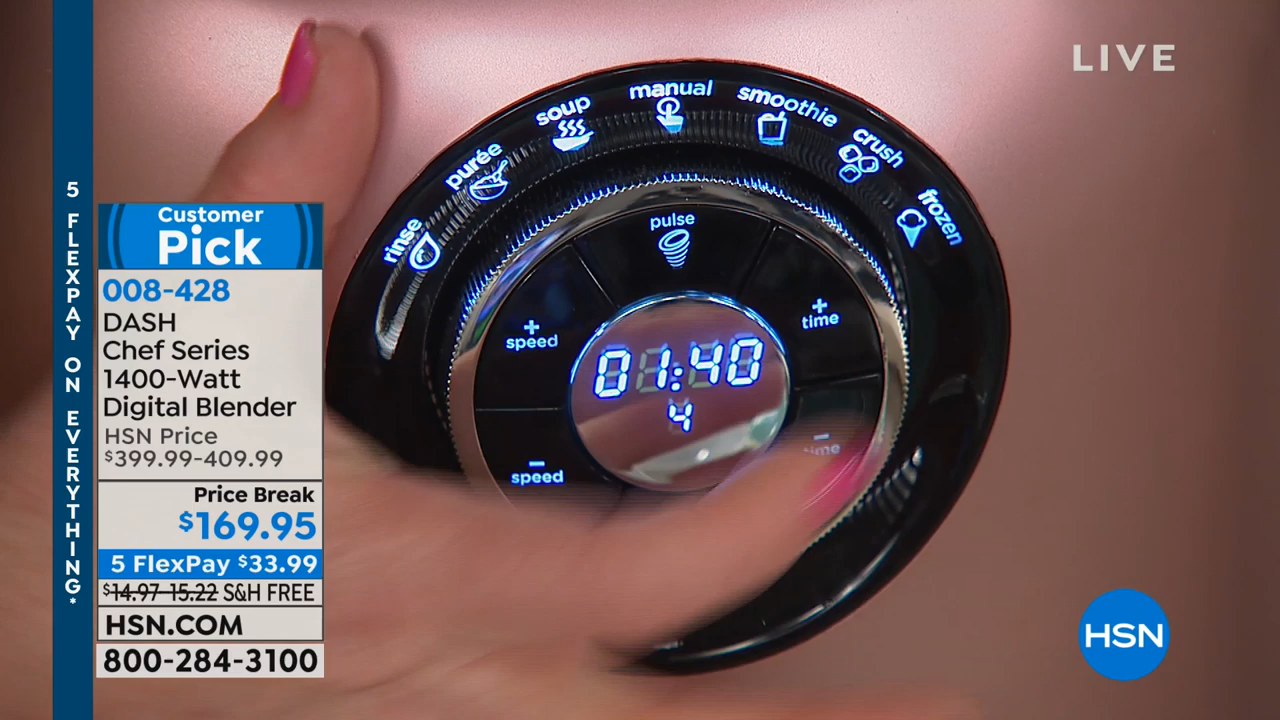 LIVE
5 FLEXPAY ON EVERYTHING*
Customer
Pick
008-428
DASH
Chef Series
1400-Watt
Digital Blender
HSN Price
$399.99-409.99
Price Break
$169.95
5 FlexPay $33.99
$14.97-15.22 S&H FREE
HSN.COM
800-284-3100
rinse
purée
soup
manual
smoothie
crush
frozen
pulse
+
speed
+
time
01:40
4
-
speed
-
time
HSN